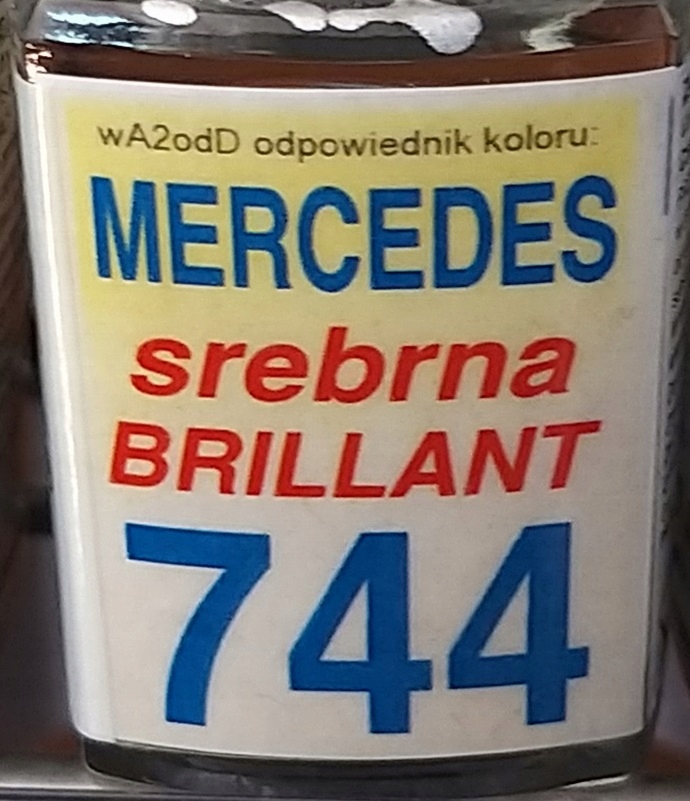 wA2odD odpowiednik koloru:
MERCEDES
srebrna
BRILLANT
744